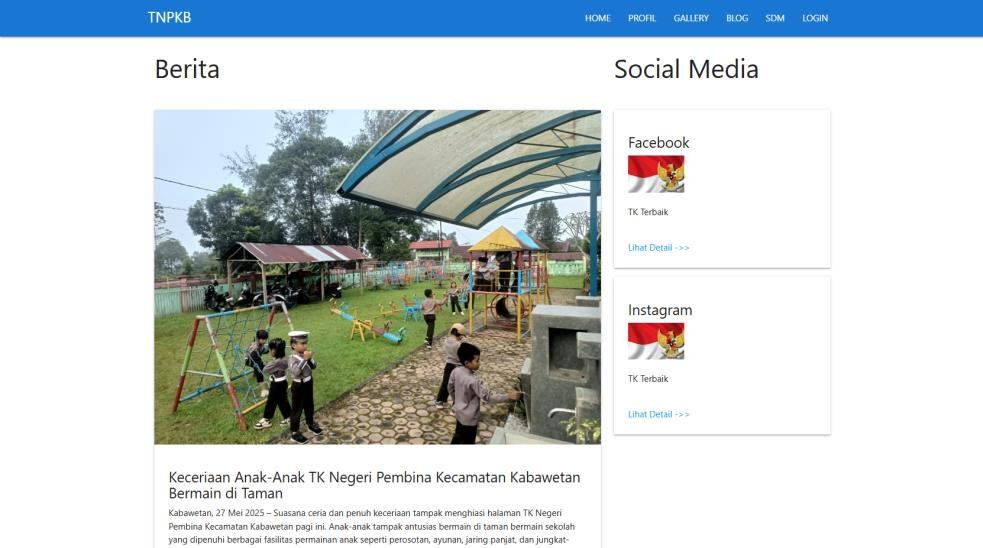 TNPKB
HOME PROFIL GALLERY BLOG SDM LOGIN
Berita
Keceriaan Anak-Anak TK Negeri Pembina Kecamatan Kabawetan
Bermain di Taman
Kabawetan, 27 Mei 2025 – Suasana ceria dan penuh keceriaan tampak menghiasi halaman TK Negeri
Pembina Kecamatan Kabawetan pagi ini. Anak-anak tampak antusias bermain di taman bermain sekolah
yang dipenuhi berbagai fasilitas permainan anak seperti perosotan, ayunan, jaring panjat, dan jungkat-
Social Media
Facebook
TK Terbaik
Lihat Detail ->>
Instagram
TK Terbaik
Lihat Detail ->>